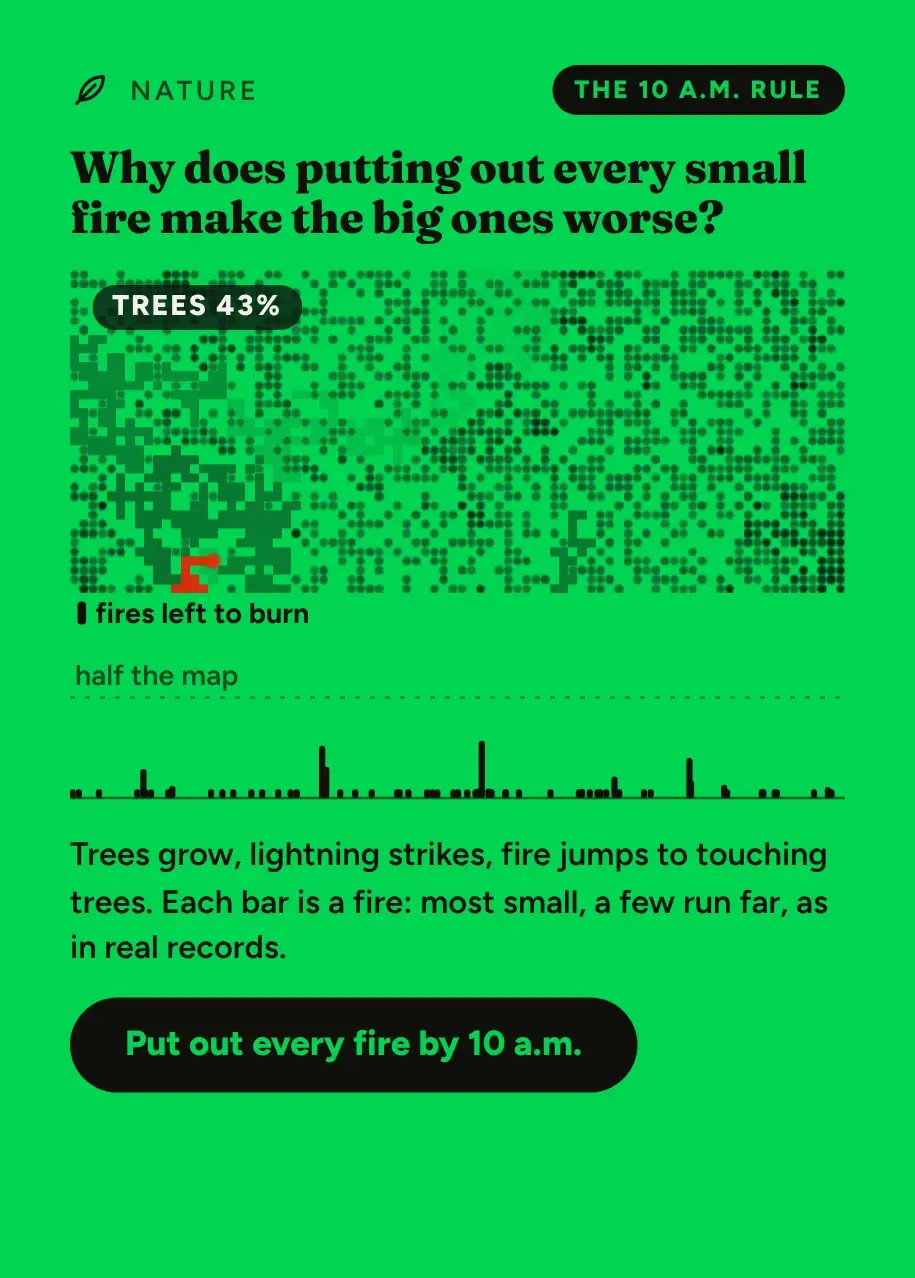 NATURE
THE 10 A.M. RULE
Why does putting out every small
fire make the big ones worse?
TREES 43%
fires left to burn
half the map
Trees grow, lightning strikes, fire jumps to touching
trees. Each bar is a fire: most small, a few run far, as
in real records.
Put out every fire by 10 a.m.